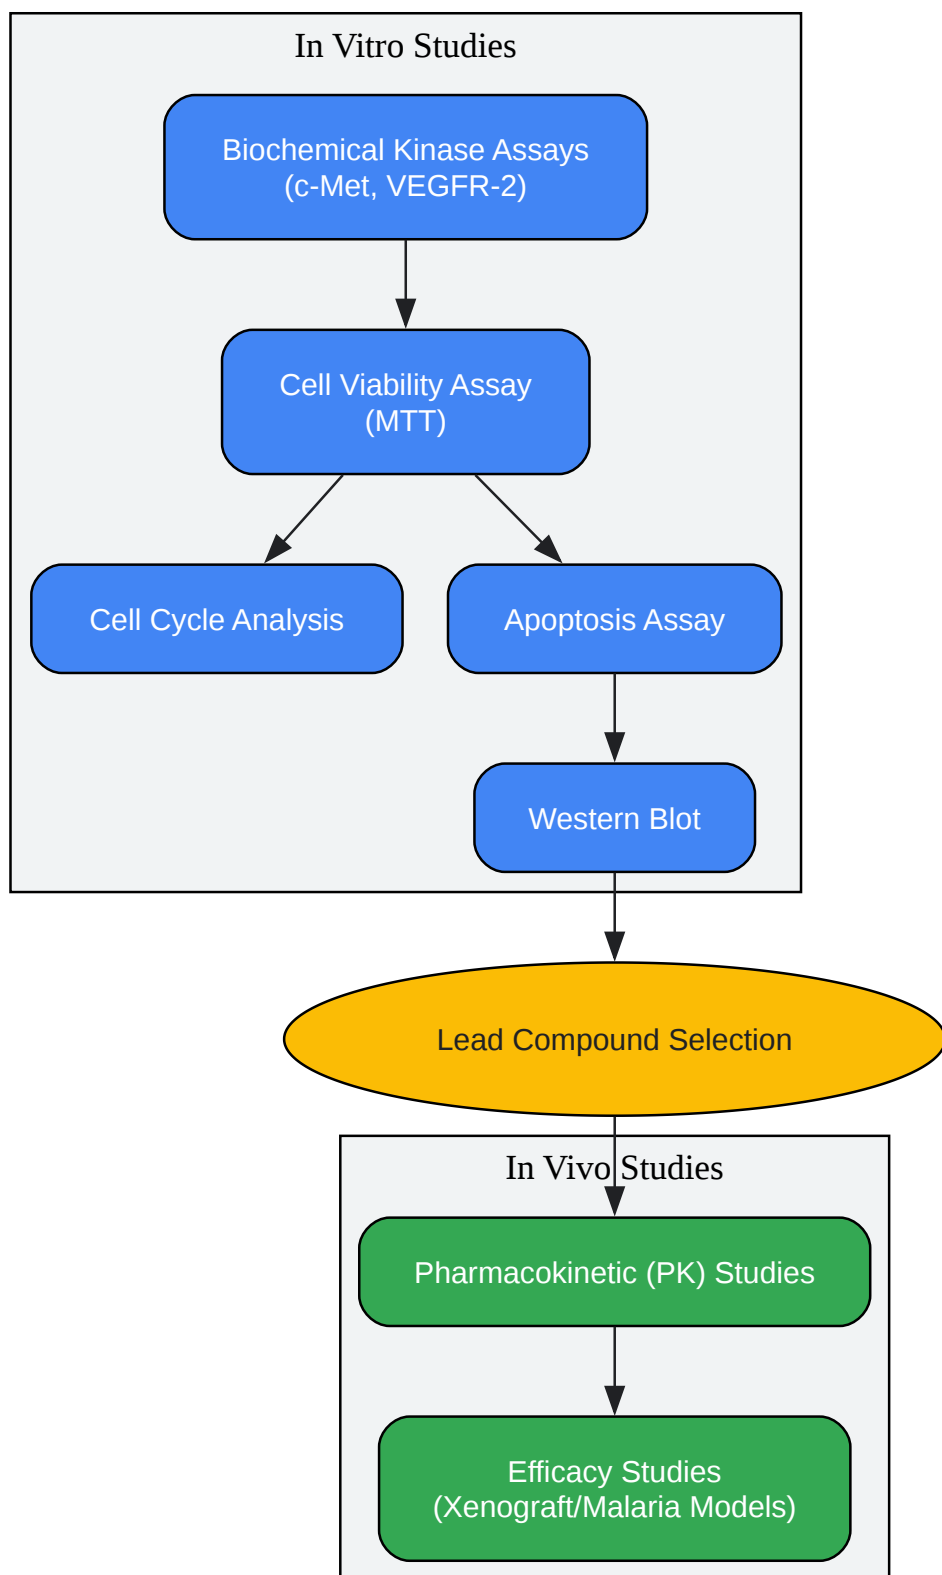 In Vitro Studies
Biochemical Kinase Assays
(c-Met, VEGFR-2)
Cell Viability Assay
(MTT)
Cell Cycle Analysis
Apoptosis Assay
Western Blot
Lead Compound Selection
In Vivo Studies
Pharmacokinetic (PK) Studies
Efficacy Studies
(Xenograft/Malaria Models)